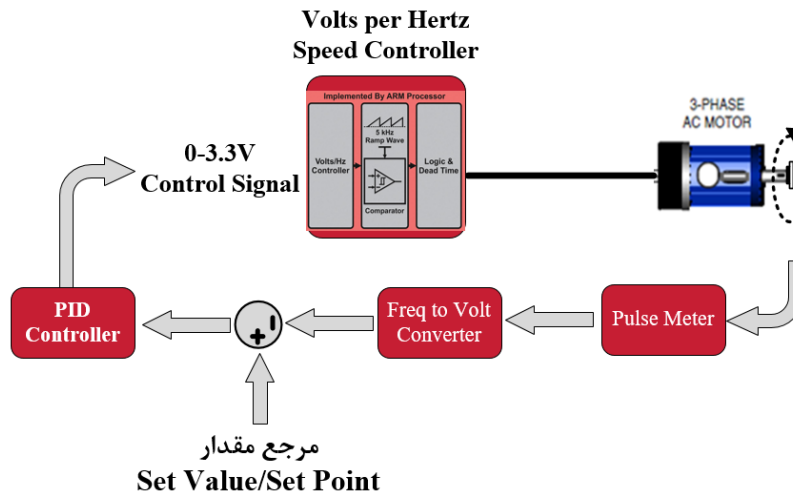 Volts per Hertz
Speed Controller
Implemented By ARM Processor
Volts/Hz
Controller
5 kHz
Ramp Wave
Comparator
Logic &
Dead Time
3-PHASE
AC MOTOR
0-3.3V
Control Signal
PID
Controller
Freq to Volt
Converter
Pulse Meter
مرجع مقدار
Set Value/Set Point